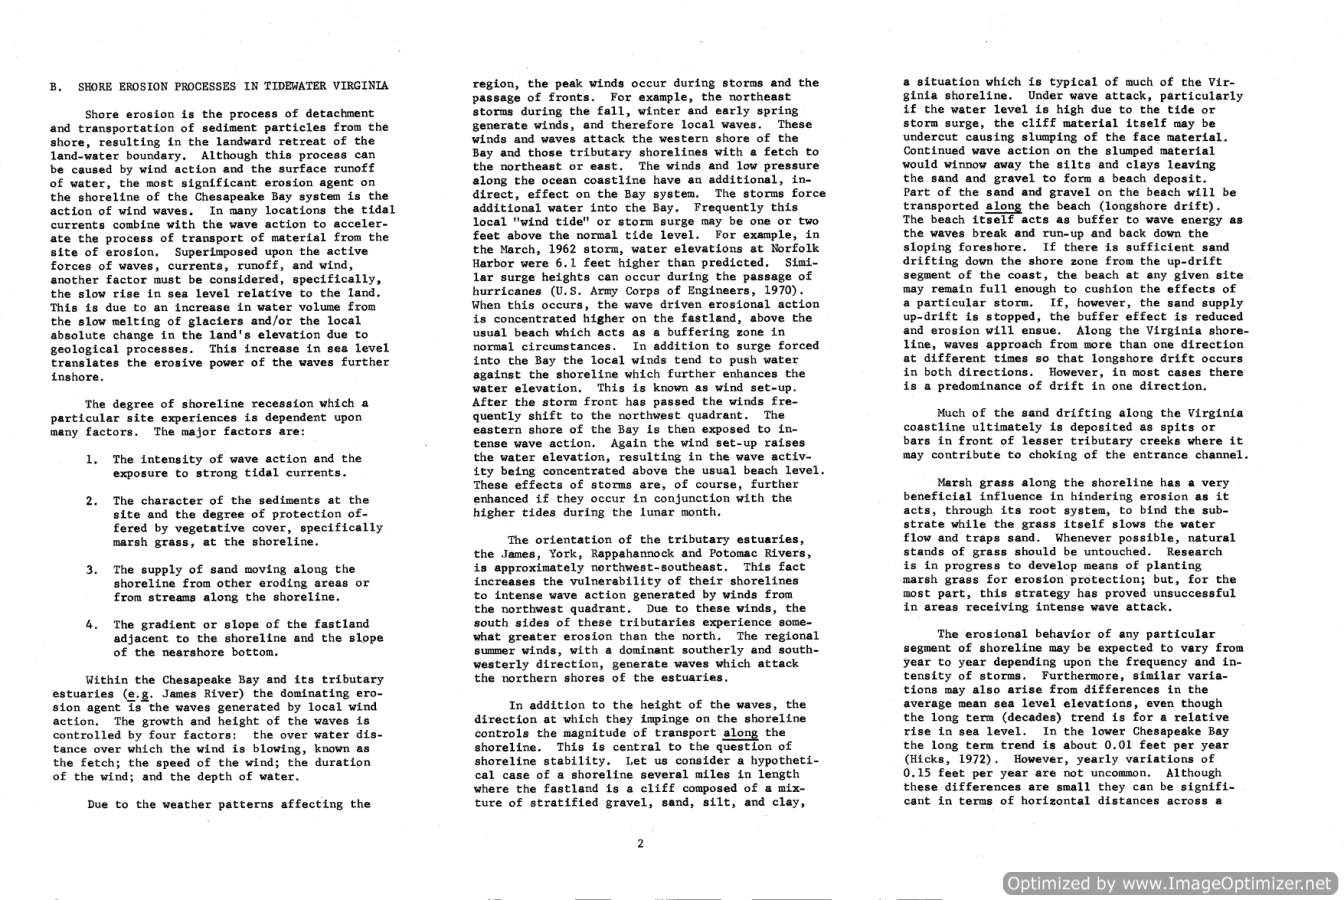 B. SHORE EROSION PROCESSES IN TIDEWATER VIRGINIA
Shore erosion is the process of detachment
and transportation of sediment particles from the
shore, resulting in the landward retreat of the
land-water boundary. Although this process can
be caused by wind action and the surface runoff
of water, the most significant erosion agent on
the shoreline of the Chesapeake Bay system is the
action of wind waves. In many locations the tidal
currents combine with the wave action to acceler-
ate the process of transport of material from the
site of erosion. Superimposed upon the active
forces of waves, currents, runoff, and wind,
another factor must be considered, specifically,
the slow rise in sea level relative to the land.
This is due to an increase in water volume from
the slow melting of glaciers and/or the local
absolute change in the land's elevation due to
geological processes. This increase in sea level
translates the erosive power of the waves further
inshore.
The degree of shoreline recession which a
particular site experiences is dependent upon
many factors. The major factors are:
1. The intensity of wave action and the
exposure to strong tidal currents.
2. The character of the sediments at the
site and the degree of protection of-
fered by vegetative cover, specifically
marsh grass, at the shoreline.
3. The supply of sand moving along the
shoreline from other eroding areas or
from streams along the shoreline.
4. The gradient or slope of the fastland
adjacent to the shoreline and the slope
of the nearshore bottom.
Within the Chesapeake Bay and its tributary
estuaries (e.g. James River) the dominating ero-
sion agent is the waves generated by local wind
action. The growth and height of the waves is
controlled by four factors: the over water dis-
tance over which the wind is blowing, known as
the fetch; the speed of the wind; the duration
of the wind; and the depth of water.
Due to the weather patterns affecting the
region, the peak winds occur during storms and the
passage of fronts. For example, the northeast
storms during the fall, winter and early spring
generate winds, and therefore local waves. These
winds and waves attack the western shore of the
Bay and those tributary shorelines with a fetch to
the northeast or east. The winds and low pressure
along the ocean coastline have an additional, in-
direct, effect on the Bay system. The storms force
additional water into the Bay. Frequently this
local "wind tide" or storm surge may be one or two
feet above the normal tide level. For example, in
the March, 1962 storm, water elevations at Norfolk
Harbor were 6.1 feet higher than predicted. Simi-
lar surge heights can occur during the passage of
hurricanes (U.S. Army Corps of Engineers, 1970).
When this occurs, the wave driven erosional action
is concentrated higher on the fastland, above the
usual beach which acts as a buffering zone in
normal circumstances. In addition to surge forced
into the Bay the local winds tend to push water
against the shoreline which further enhances the
water elevation. This is known as wind set-up.
After the storm front has passed the winds fre-
quently shift to the northwest quadrant. The
eastern shore of the Bay is then exposed to in-
tense wave action. Again the wind set-up raises
the water elevation, resulting in the wave activ-
ity being concentrated above the usual beach level.
These effects of storms are, of course, further
enhanced if they occur in conjunction with the
higher tides during the lunar month.
The orientation of the tributary estuaries,
the James, York, Rappahannock and Potomac Rivers,
is approximately northwest-southeast. This fact
increases the vulnerability of their shorelines
to intense wave action generated by winds from
the northwest quadrant. Due to these winds, the
south sides of these tributaries experience some-
what greater erosion than the north. The regional
summer winds, with a dominant southerly and south-
westerly direction, generate waves which attack
the northern shores of the estuaries.
In addition to the height of the waves, the
direction at which they impinge on the shoreline
controls the magnitude of transport along the
shoreline. This is central to the question of
shoreline stability. Let us consider a hypotheti-
cal case of a shoreline several miles in length
where the fastland is a cliff composed of a mix-
ture of stratified gravel, sand, silt, and clay,
a situation which is typical of much of the Vir-
ginia shoreline. Under wave attack, particularly
if the water level is high due to the tide or
storm surge, the cliff material itself may be
undercut causing slumping of the face material.
Continued wave action on the slumped material
would winnow away the silts and clays leaving
the sand and gravel to form a beach deposit.
Part of the sand and gravel on the beach will be
transported along the beach (longshore drift).
The beach itself acts as buffer to wave energy as
the waves break and run-up and back down the
sloping foreshore. If there is sufficient sand
drifting down the shore zone from the up-drift
segment of the coast, the beach at any given site
may remain full enough to cushion the effects of
a particular storm. If, however, the sand supply
up-drift is stopped, the buffer effect is reduced
and erosion will ensue. Along the Virginia shore-
line, waves approach from more than one direction
at different times so that longshore drift occurs
in both directions. However, in most cases there
is a predominance of drift in one direction.
Much of the sand drifting along the Virginia
coastline ultimately is deposited as spits or
bars in front of lesser tributary creeks where it
may contribute to choking of the entrance channel.
Marsh grass along the shoreline has a very
beneficial influence in hindering erosion as it
acts, through its root system, to bind the sub-
strate while the grass itself slows the water
flow and traps sand. Whenever possible, natural
stands of grass should be untouched. Research
is in progress to develop means of planting
marsh grass for erosion protection; but, for the
most part, this strategy has proved unsuccessful
in areas receiving intense wave attack.
The erosional behavior of any particular
segment of shoreline may be expected to vary from
year to year depending upon the frequency and in-
tensity of storms. Furthermore, similar varia-
tions may also arise from differences in the
average mean sea level elevations, even though
the long term (decades) trend is for a relative
rise in sea level. In the lower Chesapeake Bay
the long term trend is about 0.01 feet per year
(Hicks, 1972). However, yearly variations of
0.15 feet per year are not uncommon. Although
these differences are small they can be signifi-
cant in terms of horizontal distances across a
2
Optimized by www.ImageOptimizer.net